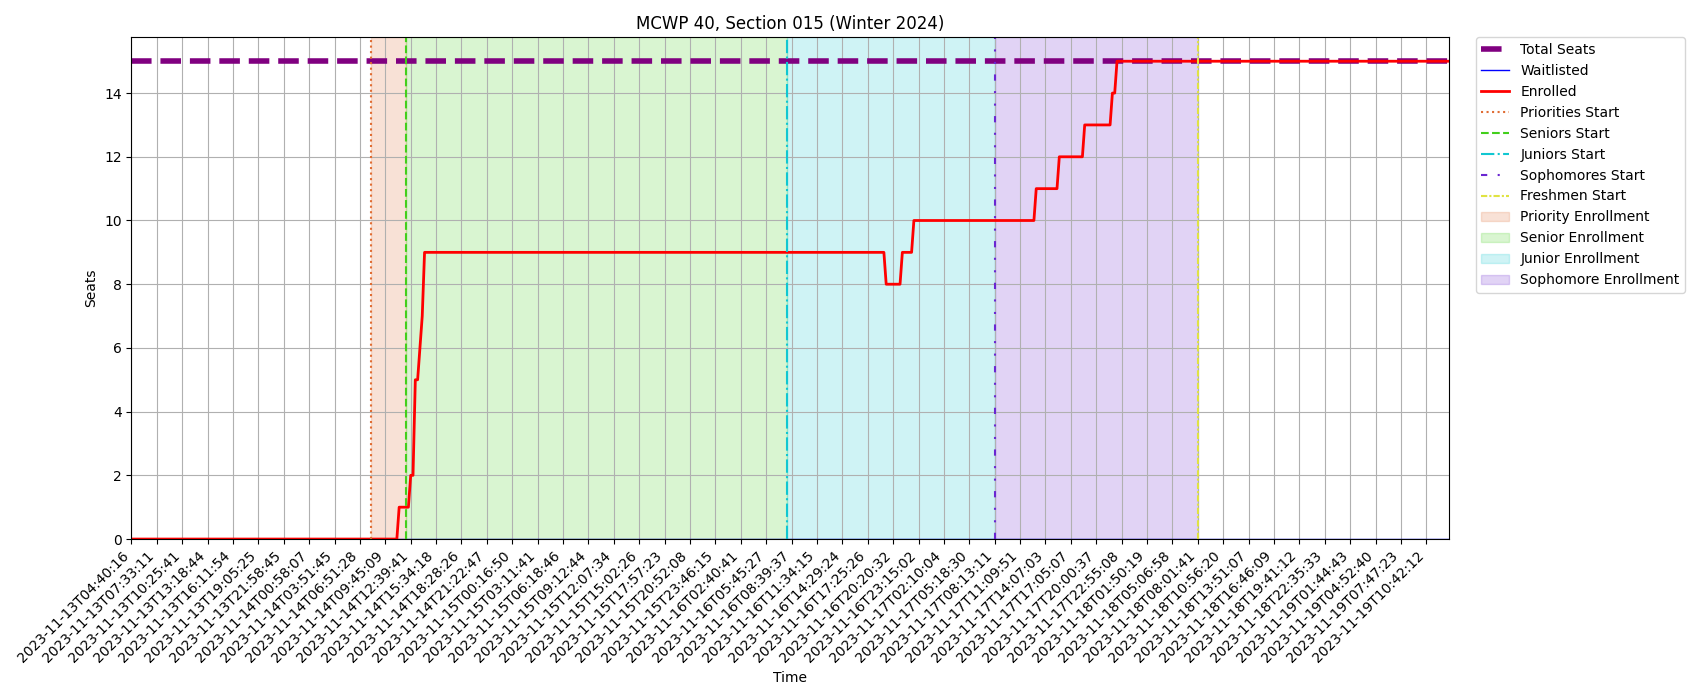 MCWP 40, Section 015 (Winter 2024)
Total Seats
Waitlisted
Enrolled
Priorities Start
Seniors Start
Juniors Start
Sophomores Start
Freshmen Start
Priority Enrollment
Senior Enrollment
Junior Enrollment
Sophomore Enrollment
Seats
14
12
10
8
6
4
2
0
2023-11-13T04:40:16
2023-11-13T07:33:11
2023-11-13T10:25:41
2023-11-13T13:18:44
2023-11-13T16:11:54
2023-11-13T19:05:25
2023-11-13T21:58:45
2023-11-14T00:58:07
2023-11-14T03:51:45
2023-11-14T06:51:28
2023-11-14T09:45:09
2023-11-14T12:39:41
2023-11-14T15:34:18
2023-11-14T18:28:26
2023-11-14T21:22:47
2023-11-15T00:16:50
2023-11-15T03:11:41
2023-11-15T06:18:46
2023-11-15T09:12:44
2023-11-15T12:07:34
2023-11-15T15:02:26
2023-11-15T17:57:23
2023-11-15T20:52:08
2023-11-15T23:46:15
2023-11-16T02:40:41
2023-11-16T05:45:27
2023-11-16T08:39:37
2023-11-16T11:34:15
2023-11-16T14:29:24
2023-11-16T17:25:26
2023-11-16T20:20:32
2023-11-16T23:15:02
2023-11-17T02:10:04
2023-11-17T05:18:30
2023-11-17T08:13:11
2023-11-17T11:09:51
2023-11-17T14:07:03
2023-11-17T17:05:07
2023-11-17T20:00:37
2023-11-17T22:55:08
2023-11-18T01:50:19
2023-11-18T05:06:58
2023-11-18T08:01:41
2023-11-18T10:56:20
2023-11-18T13:51:07
2023-11-18T16:46:09
2023-11-18T19:41:12
2023-11-18T22:35:33
2023-11-19T01:44:43
2023-11-19T04:52:40
2023-11-19T07:47:23
2023-11-19T10:42:12
Time